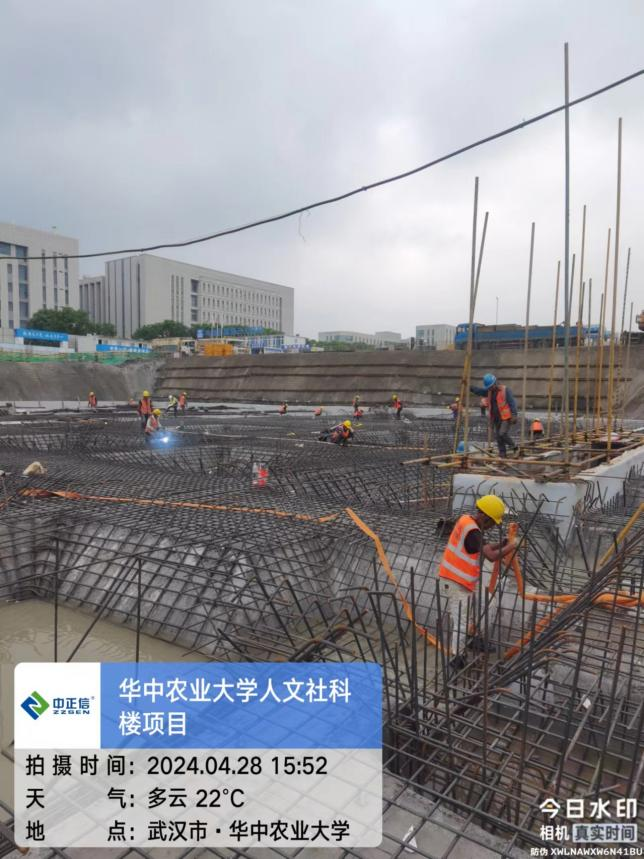 中正信®
ZZSEN
华中农业大学人文社科
楼项目
拍摄时间：2024.04.28 15:52
天气：多云 22°C
地点：武汉市·华中农业大学
今日水印
相机 真实时间
防伪 XWLNAWXW6N41BU